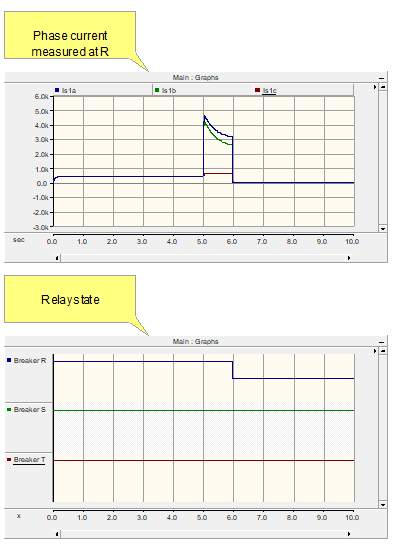 Phase current
measured at R
Main : Graphs
Is1a Is1b Is1c
6.0k
5.0k
4.0k
3.0k
2.0k
1.0k
0.0
-1.0k
-2.0k
-3.0k
sec 0.0 1.0 2.0 3.0 4.0 5.0 6.0 7.0 8.0 9.0 10.0
Relay state
Main : Graphs
Breaker R
Breaker S
Breaker T
x 0.0 1.0 2.0 3.0 4.0 5.0 6.0 7.0 8.0 9.0 10.0